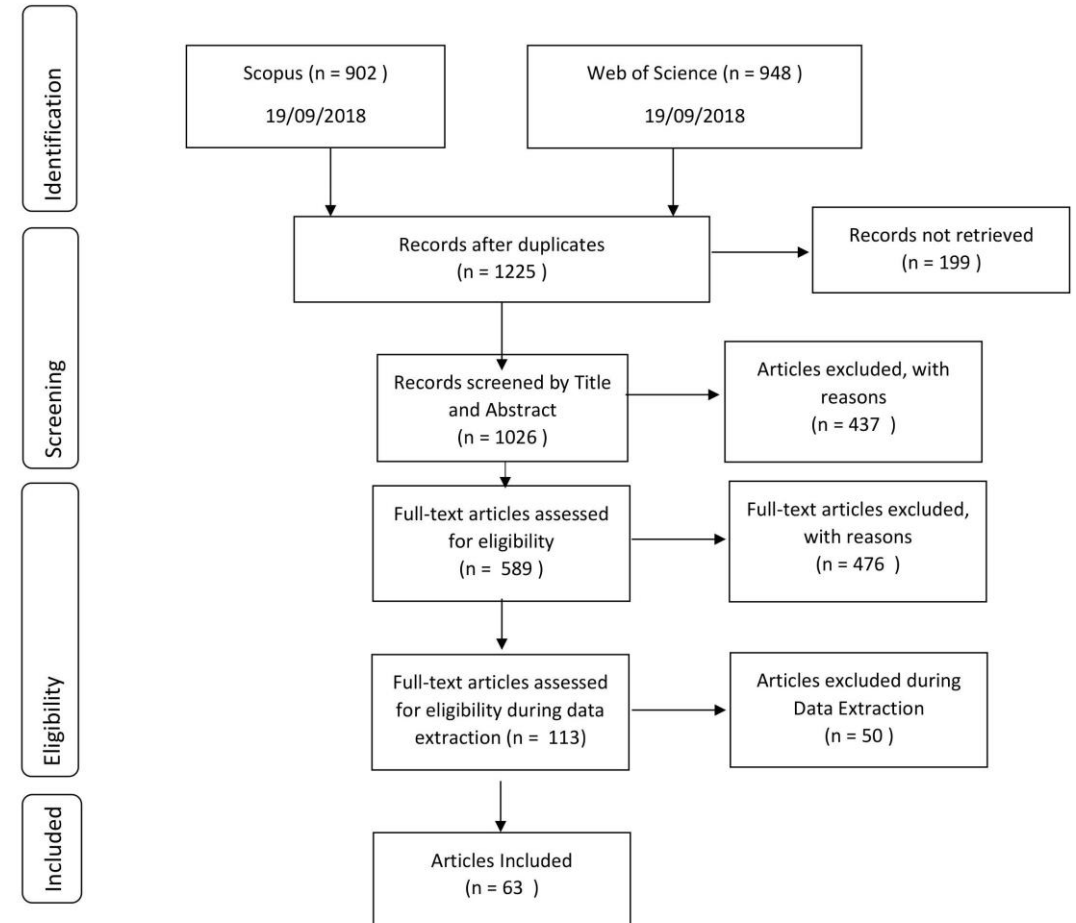 Identification
Scopus (n = 902 )
19/09/2018
Web of Science (n = 948 )
19/09/2018
Records after duplicates
(n = 1225 )
Records not retrieved
(n = 199 )
Screening
Records screened by Title
and Abstract
(n = 1026 )
Articles excluded, with
reasons
(n = 437 )
Eligibility
Full-text articles assessed
for eligibility
(n = 589 )
Full-text articles excluded,
with reasons
(n = 476 )
Full-text articles assessed
for eligibility during data
extraction (n = 113)
Articles excluded during
Data Extraction
(n = 50 )
Included
Articles Included
(n = 63 )